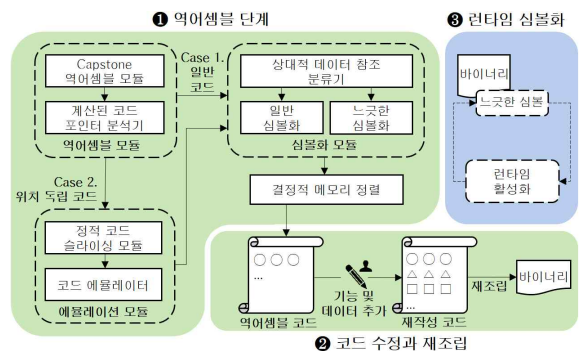 ❶ 역어셈블 단계
Capstone
역어셈블 모듈
계산된 코드
포인터 분석기
역어셈블 모듈
Case 1.
일반
코드
상대적 데이터 참조
분류기
일반
심볼화
느긋한
심볼화
심볼화 모듈
Case 2.
위치 독립 코드
결정적 메모리 정렬
정적 코드
슬라이싱 모듈
코드 에뮬레이터
에뮬레이션 모듈
...
역어셈블 코드
기능 및
데이터 추가
...
재작성 코드
재조립
바이너리
❷ 코드 수정과 재조립
❸ 런타임 심볼화
바이너리
느긋한 심볼
런타임
활성화